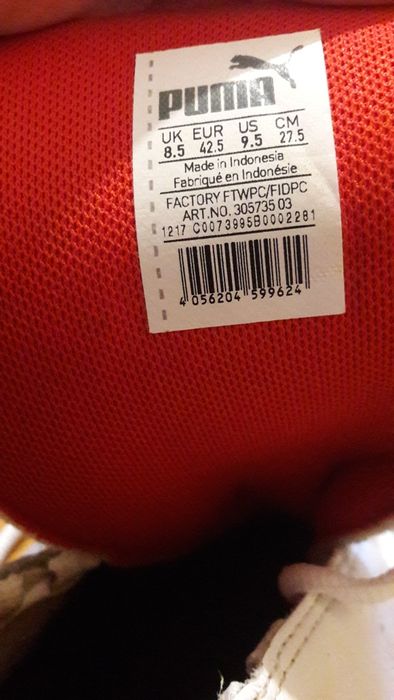 PUMA
UK EUR US CM
8.5 42.5 9.5 27.5
Made in Indonesia
Fabriqué en Indonésie
FACTORY FTWPC/FIDPC
ART.NO. 305735 03
1217 C0073995B0002281
4 056204 599624